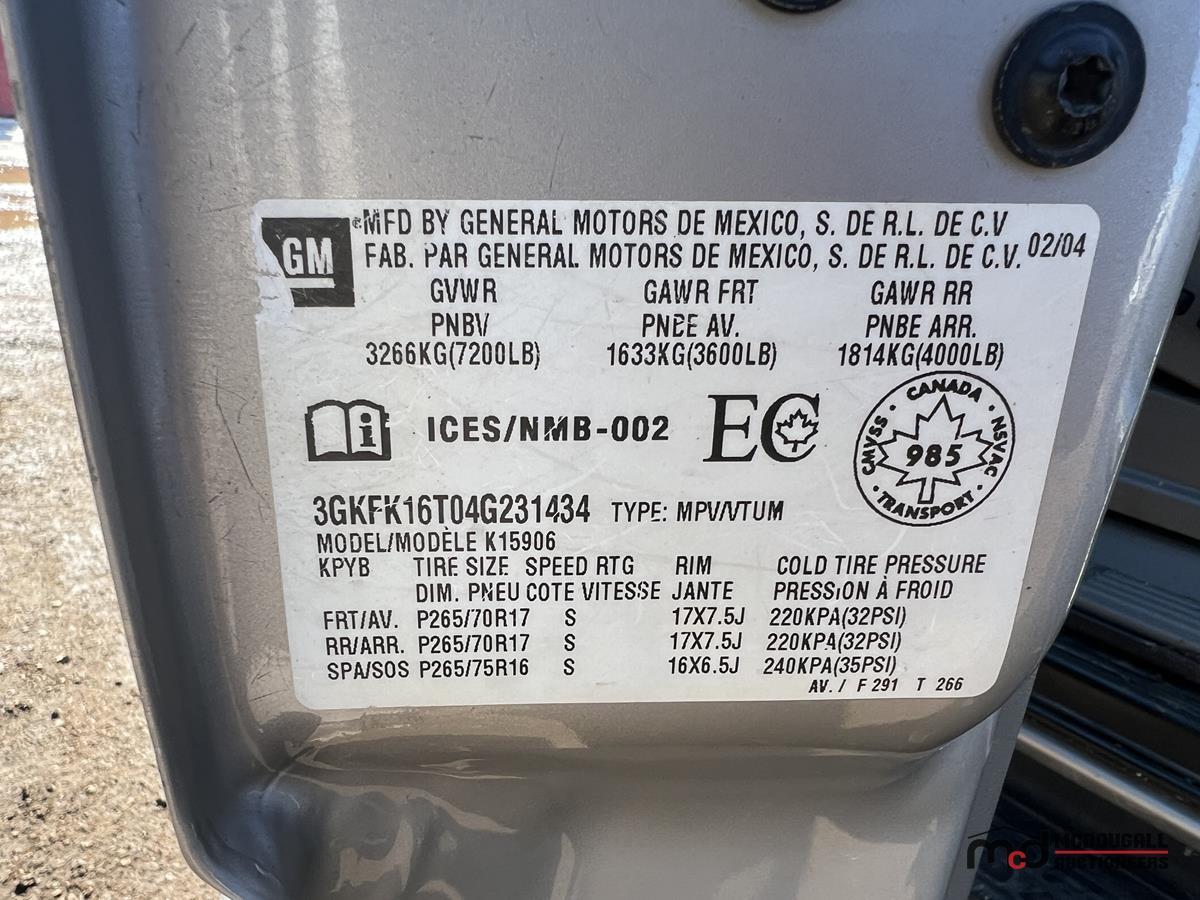 GM
MFD BY GENERAL MOTORS DE MEXICO, S. DE R.L. DE C.V
FAB. PAR GENERAL MOTORS DE MEXICO, S. DE R.L. DE C.V. 02/04
GVWR GAWR FRT GAWR RR
PNBV PNBE AV. PNBE ARR.
3266KG(7200LB) 1633KG(3600LB) 1814KG(4000LB)
i ICES/NMB-002 EC
CANADA
CMVSS 985 NSVAC
TRANSPORT
3GKFK16T04G231434 TYPE: MPV/VTUM
MODEL/MODÈLE K15906
KPYB TIRE SIZE SPEED RTG RIM COLD TIRE PRESSURE
DIM. PNEU COTE VITESSE JANTE PRESSION À FROID
FRT/AV. P265/70R17 S 17X7.5J 220KPA(32PSI)
RR/ARR. P265/70R17 S 17X7.5J 220KPA(32PSI)
SPA/SOS P265/75R16 S 16X6.5J 240KPA(35PSI)
AV. / F 291 T 266
mcd MCDOUGALL
AUCTIONEERS